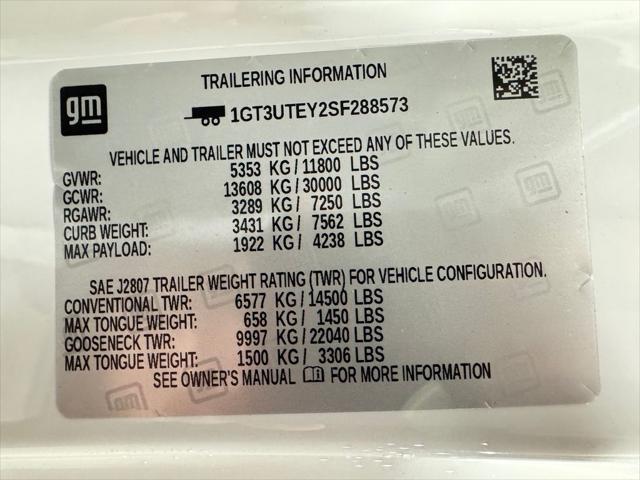 gm
TRAILERING INFORMATION
1GT3UTEY2SF288573
VEHICLE AND TRAILER MUST NOT EXCEED ANY OF THESE VALUES.
GVWR: 5353 KG / 11800 LBS
GCWR: 13608 KG / 30000 LBS
RGAWR: 3289 KG / 7250 LBS
CURB WEIGHT: 3431 KG / 7562 LBS
MAX PAYLOAD: 1922 KG / 4238 LBS
SAE J2807 TRAILER WEIGHT RATING (TWR) FOR VEHICLE CONFIGURATION.
CONVENTIONAL TWR: 6577 KG / 14500 LBS
MAX TONGUE WEIGHT: 658 KG / 1450 LBS
GOOSENECK TWR: 9997 KG / 22040 LBS
MAX TONGUE WEIGHT: 1500 KG / 3306 LBS
SEE OWNER'S MANUAL FOR MORE INFORMATION